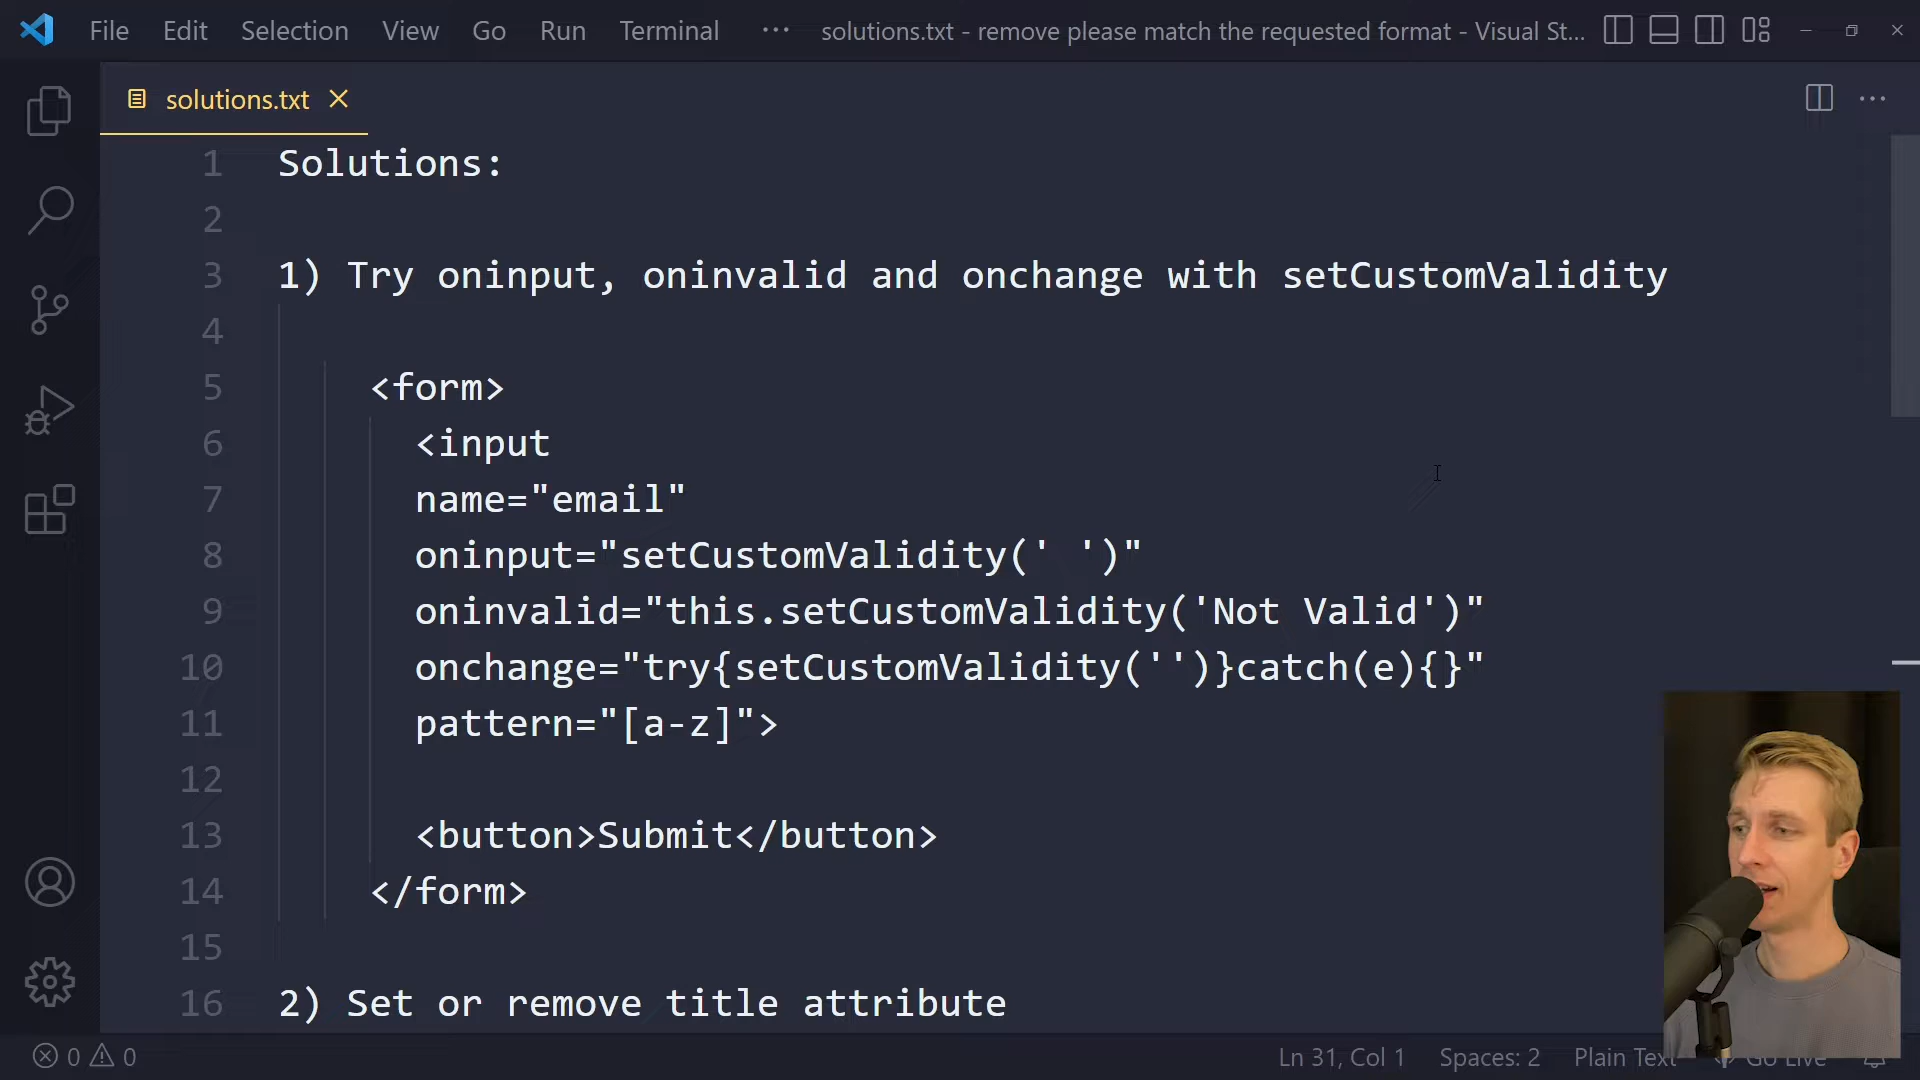 File Edit Selection View Go Run Terminal ··· solutions.txt - remove please match the requested format - Visual St...
solutions.txt
1 Solutions:
2
3 1) Try oninput, oninvalid and onchange with setCustomValidity
4
5 <form>
6 <input
7 name="email"
8 oninput="setCustomValidity(' ')"
9 oninvalid="this.setCustomValidity('Not Valid')"
10 onchange="try{setCustomValidity('')}catch(e){}"
11 pattern="[a-z]">
12
13 <button>Submit</button>
14 </form>
15
16 2) Set or remove title attribute
0 0 Ln 31, Col 1 Spaces: 2 Plain Text Go Live